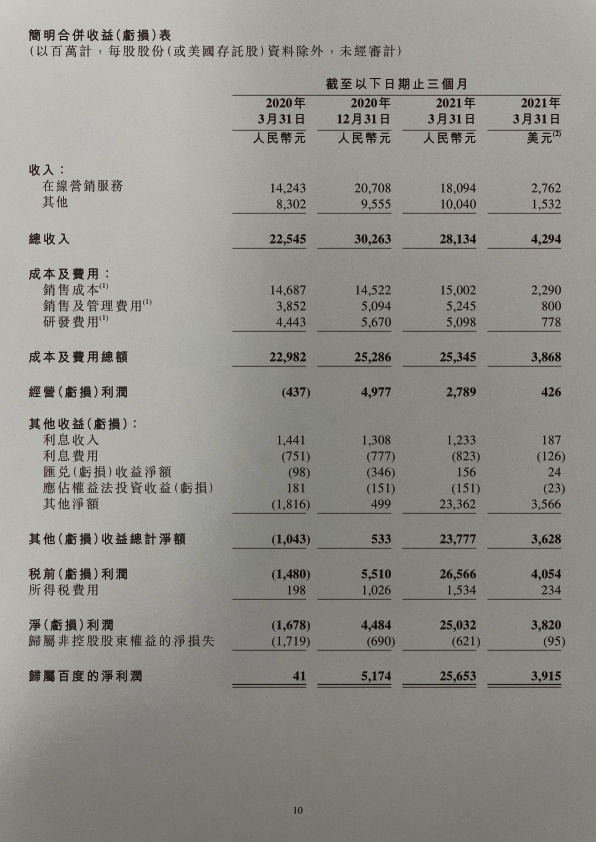 簡明合併收益(虧損)表
(以百萬計，每股股份(或美國存託股)資料除外，未經審計)
截至以下日期止三個月
2020年 2020年 2021年 2021年
3月31日 12月31日 3月31日 3月31日
人民幣元 人民幣元 人民幣元 美元(2)
收入：
在線營銷服務 14,243 20,708 18,094 2,762
其他 8,302 9,555 10,040 1,532
總收入 22,545 30,263 28,134 4,294
成本及費用：
銷售成本(1) 14,687 14,522 15,002 2,290
銷售及管理費用(1) 3,852 5,094 5,245 800
研發費用(1) 4,443 5,670 5,098 778
成本及費用總額 22,982 25,286 25,345 3,868
經營(虧損)利潤 (437) 4,977 2,789 426
其他收益(虧損)：
利息收入 1,441 1,308 1,233 187
利息費用 (751) (777) (823) (126)
匯兑(虧損)收益淨額 (98) (346) 156 24
應佔權益法投資收益(虧損) 181 (151) (151) (23)
其他淨額 (1,816) 499 23,362 3,566
其他(虧損)收益總計淨額 (1,043) 533 23,777 3,628
税前(虧損)利潤 (1,480) 5,510 26,566 4,054
所得税費用 198 1,026 1,534 234
淨(虧損)利潤 (1,678) 4,484 25,032 3,820
歸屬非控股股東權益的淨損失 (1,719) (690) (621) (95)
歸屬百度的淨利潤 41 5,174 25,653 3,915
10